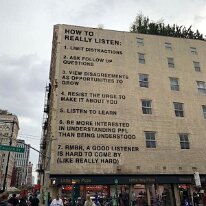 HOW TO
REALLY LISTEN:
1. LIMIT DISTRACTIONS
2. ASK FOLLOW UP
QUESTIONS
3. VIEW DISAGREEMENTS
AS OPPORTUNITIES TO
GROW
4. RESIST THE URGE TO
MAKE IT ABOUT YOU
5. LISTEN TO LEARN
6. BE MORE INTERESTED
IN UNDERSTANDING PPL
THAN BEING UNDERSTOOD
7. RMBR, A GOOD LISTENER
IS HARD TO COME BY
(LIKE REALLY HARD)